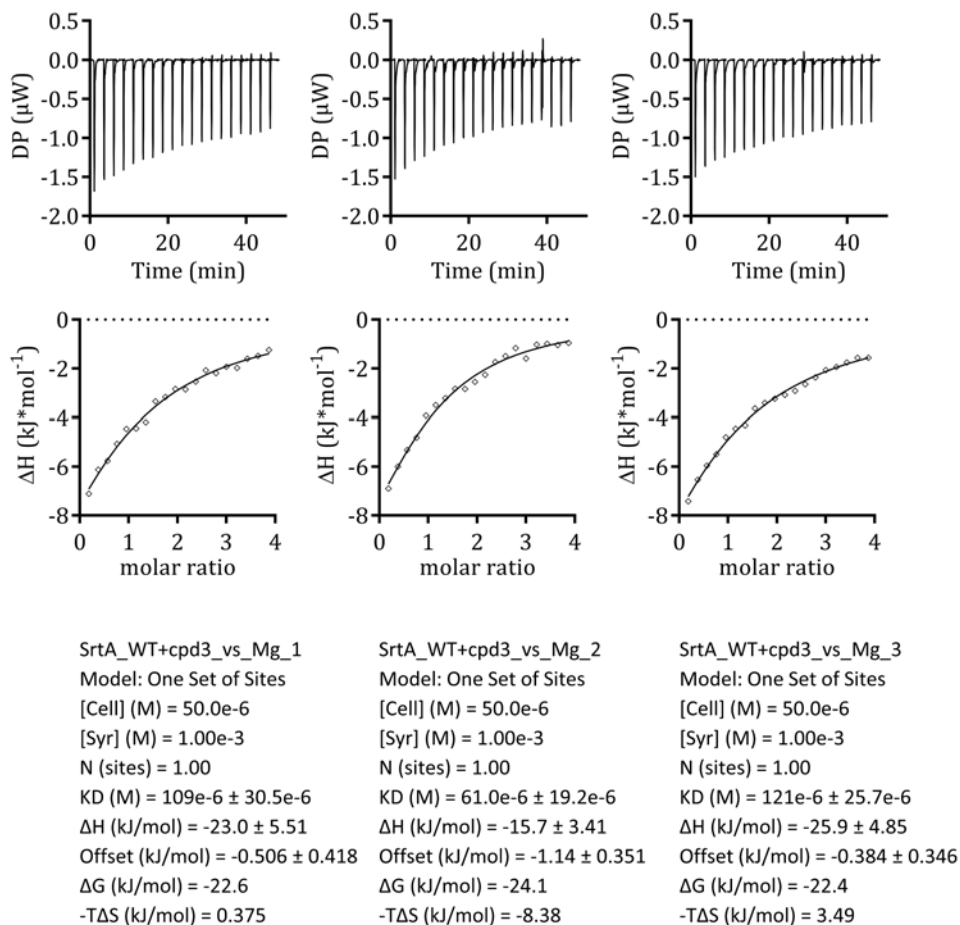 0.5
0.0
-0.5
-1.0
-1.5
-2.0
DP (µW)
0 20 40
Time (min)
0.5
0.0
-0.5
-1.0
-1.5
-2.0
DP (µW)
0 20 40
Time (min)
0.5
0.0
-0.5
-1.0
-1.5
-2.0
DP (µW)
0 20 40
Time (min)
0
-2
-4
-6
-8
ΔH (kJ*mol⁻¹)
0 1 2 3 4
molar ratio
0
-2
-4
-6
-8
ΔH (kJ*mol⁻¹)
0 1 2 3 4
molar ratio
0
-2
-4
-6
-8
ΔH (kJ*mol⁻¹)
0 1 2 3 4
molar ratio
SrtA_WT+cpd3_vs_Mg_1
Model: One Set of Sites
[Cell] (M) = 50.0e-6
[Syr] (M) = 1.00e-3
N (sites) = 1.00
KD (M) = 109e-6 ± 30.5e-6
ΔH (kJ/mol) = -23.0 ± 5.51
Offset (kJ/mol) = -0.506 ± 0.418
ΔG (kJ/mol) = -22.6
-TΔS (kJ/mol) = 0.375
SrtA_WT+cpd3_vs_Mg_2
Model: One Set of Sites
[Cell] (M) = 50.0e-6
[Syr] (M) = 1.00e-3
N (sites) = 1.00
KD (M) = 61.0e-6 ± 19.2e-6
ΔH (kJ/mol) = -15.7 ± 3.41
Offset (kJ/mol) = -1.14 ± 0.351
ΔG (kJ/mol) = -24.1
-TΔS (kJ/mol) = -8.38
SrtA_WT+cpd3_vs_Mg_3
Model: One Set of Sites
[Cell] (M) = 50.0e-6
[Syr] (M) = 1.00e-3
N (sites) = 1.00
KD (M) = 121e-6 ± 25.7e-6
ΔH (kJ/mol) = -25.9 ± 4.85
Offset (kJ/mol) = -0.384 ± 0.346
ΔG (kJ/mol) = -22.4
-TΔS (kJ/mol) = 3.49